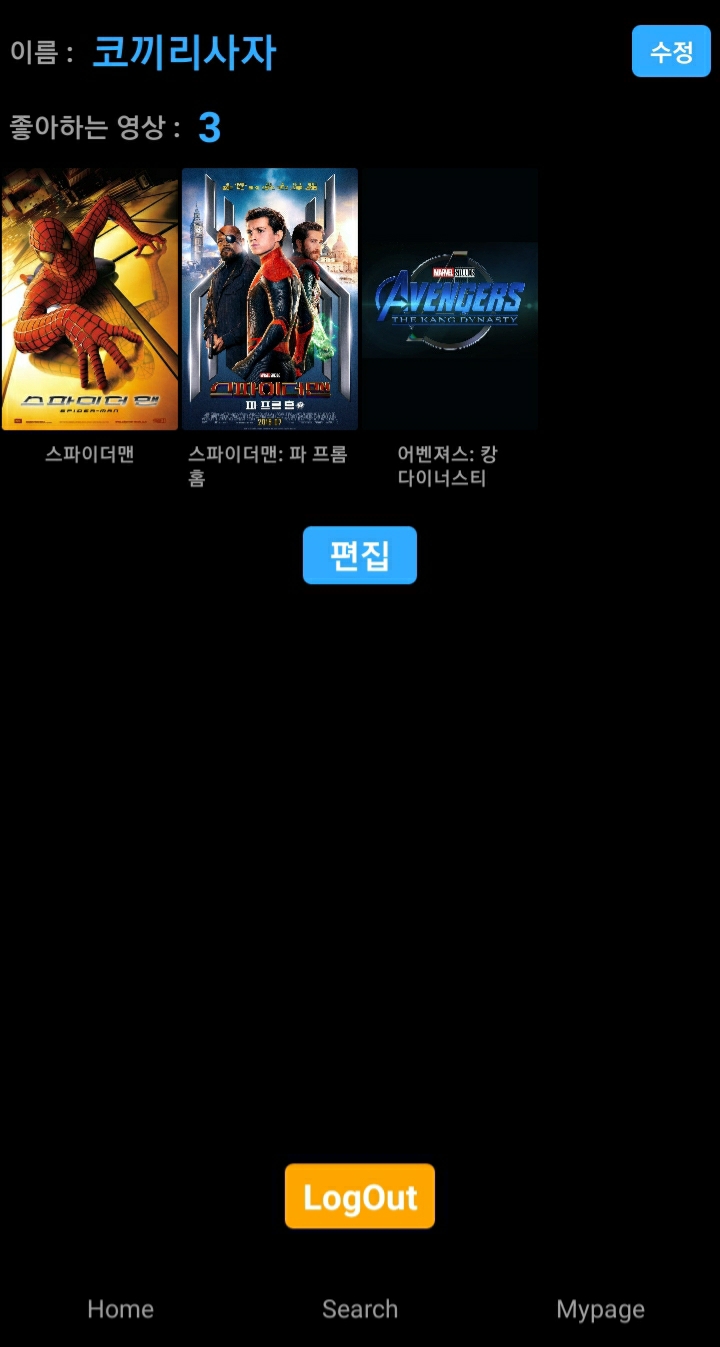 이름 : 코끼리사자
수정
좋아하는 영상 : 3
스파이더맨
SPIDER-MAN
스파이더맨
파 프롬 홈
2019.07
MARVEL STUDIOS
AVENGERS
THE KANG DYNASTY
스파이더맨
스파이더맨: 파 프롬
홈
어벤져스: 캉
다이너스티
편집
LogOut
Home
Search
Mypage